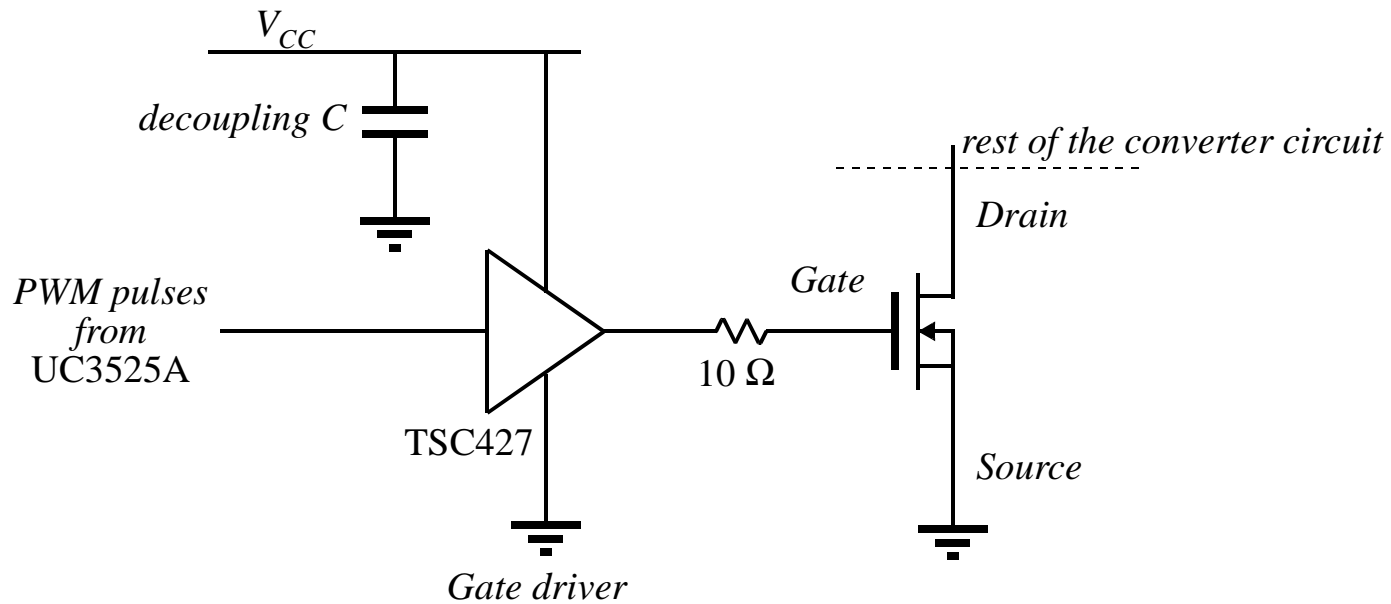 V_CC
decoupling C
rest of the converter circuit
Drain
Gate
PWM pulses
from
UC3525A
10 Ω
TSC427
Source
Gate driver